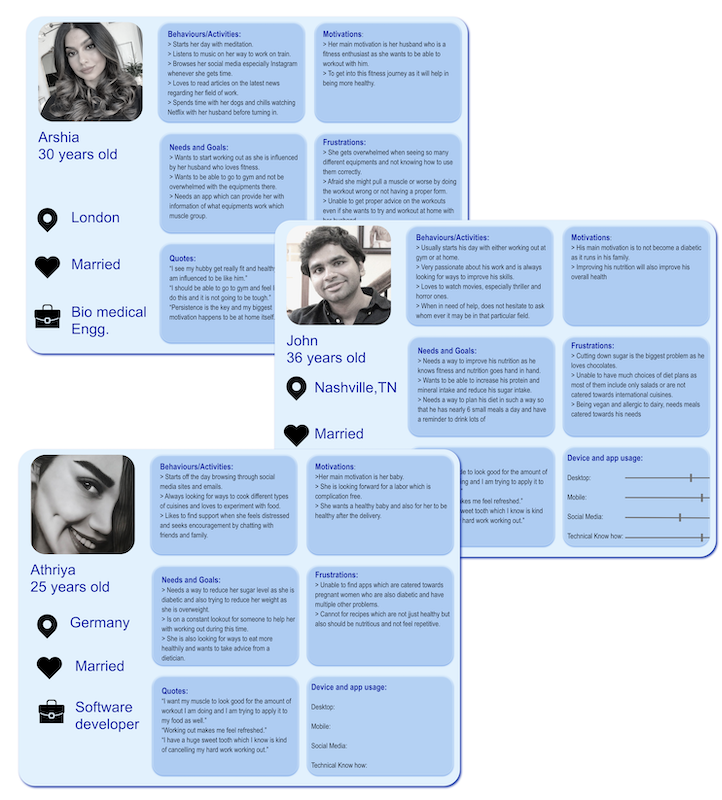 Arshia
30 years old
London
Married
Bio medical
Engg.
Behaviours/Activities:
> Starts her day with meditation.
> Listens to music on her way to work on train.
> Browses her social media especially Instagram
whenever she gets time.
> Loves to read articles on the latest news
regarding her field of work.
> Spends time with her dogs and chills watching
Netflix with her husband before turning in.
Motivations:
> Her main motivation is her husband who is a
fitness enthusiast as she wants to be able to
workout with him.
> To get into this fitness journey as it will help in
being more healthy.
Needs and Goals:
> Wants to start working out as she is influenced
by her husband who loves fitness.
> Wants to be able to go to gym and not be
overwhelmed with the equipments there.
> Needs an app which can provide her with
information of what equipments work which
muscle group.
Frustrations:
> She gets overwhelmed when seeing so many
different equipments and not knowing how to use
them correctly.
> Afraid she might pull a muscle or worse by doing
the workout wrong or not having a proper form.
> Unable to get proper advice on the workouts
even if she wants to try and workout at home with
her husband
Quotes:
"I see my hubby get really fit and health
am influenced to be like him."
"I should be able to go to gym and feel I
do this and it is not going to be tough."
"Persistence is the key and my biggest
motivation happens to be at home itself
John
36 years old
Nashville,TN
Married
Behaviours/Activities:
> Usually starts his day with either working out at
gym or at home.
> Very passionate about his work and is always
looking for ways to improve his skills.
> Loves to watch movies, especially thriller and
horror ones.
> When in need of help, does not hesitate to ask
whom ever it may be in that particular field.
Motivations:
> His main motivation is to not become a diabetic
as it runs in his family.
> Improving his nutrition will also improve his
overall health
Needs and Goals:
> Needs a way to improve his nutrition as he
knows fitness and nutrition goes hand in hand.
> Wants to be able to increase his protein and
mineral intake and reduce his sugar intake.
> Needs a way to plan his diet in such a way so
that he has nearly 6 small meals a day and have
a reminder to drink lots of
Frustrations:
> Cutting down sugar is the biggest problem as he
loves chocolates.
> Unable to have much choices of diet plans as
most of them include only salads or are not
catered towards international cuisines.
> Being vegan and allergic to dairy, needs meals
catered towards his needs
le to look good for the amount of
ing and I am trying to apply it to
kes me feel refreshed."
weet tooth which I know is kind
hard work working out."
Device and app usage:
Desktop:
Mobile:
Social Media:
Technical Know how:
Athriya
25 years old
Germany
Married
Software
developer
Behaviours/Activities:
> Starts off the day browsing through social
media sites and emails.
> Always looking for ways to cook different types
of cuisines and loves to experiment with food.
> Likes to find support when she feels distressed
and seeks encouragement by chatting with
friends and family.
Motivations:
>Her main motivation is her baby.
> She is looking forward for a labor which is
complication free.
> She wants a healthy baby and also for her to be
healthy after the delivery.
Needs and Goals:
> Needs a way to reduce her sugar level as she is
diabetic and also trying to reduce her weight as
she is overweight.
> Is on a constant lookout for someone to help her
with working out during this time.
> She is also looking for ways to eat more
healthily and wants to take advice from a
dietician.
Frustrations:
> Unable to find apps which are catered towards
pregnant women who are also diabetic and have
multiple other problems.
> Cannot for recipes which are not jjust healthy but
also should be nutritious and not feel repetitive.
Quotes:
"I want my muscle to look good for the amount of
workout I am doing and I am trying to apply it to
my food as well."
"Working out makes me feel refreshed."
"I have a huge sweet tooth which I know is kind
of cancelling my hard work working out."
Device and app usage:
Desktop:
Mobile:
Social Media:
Technical Know how: